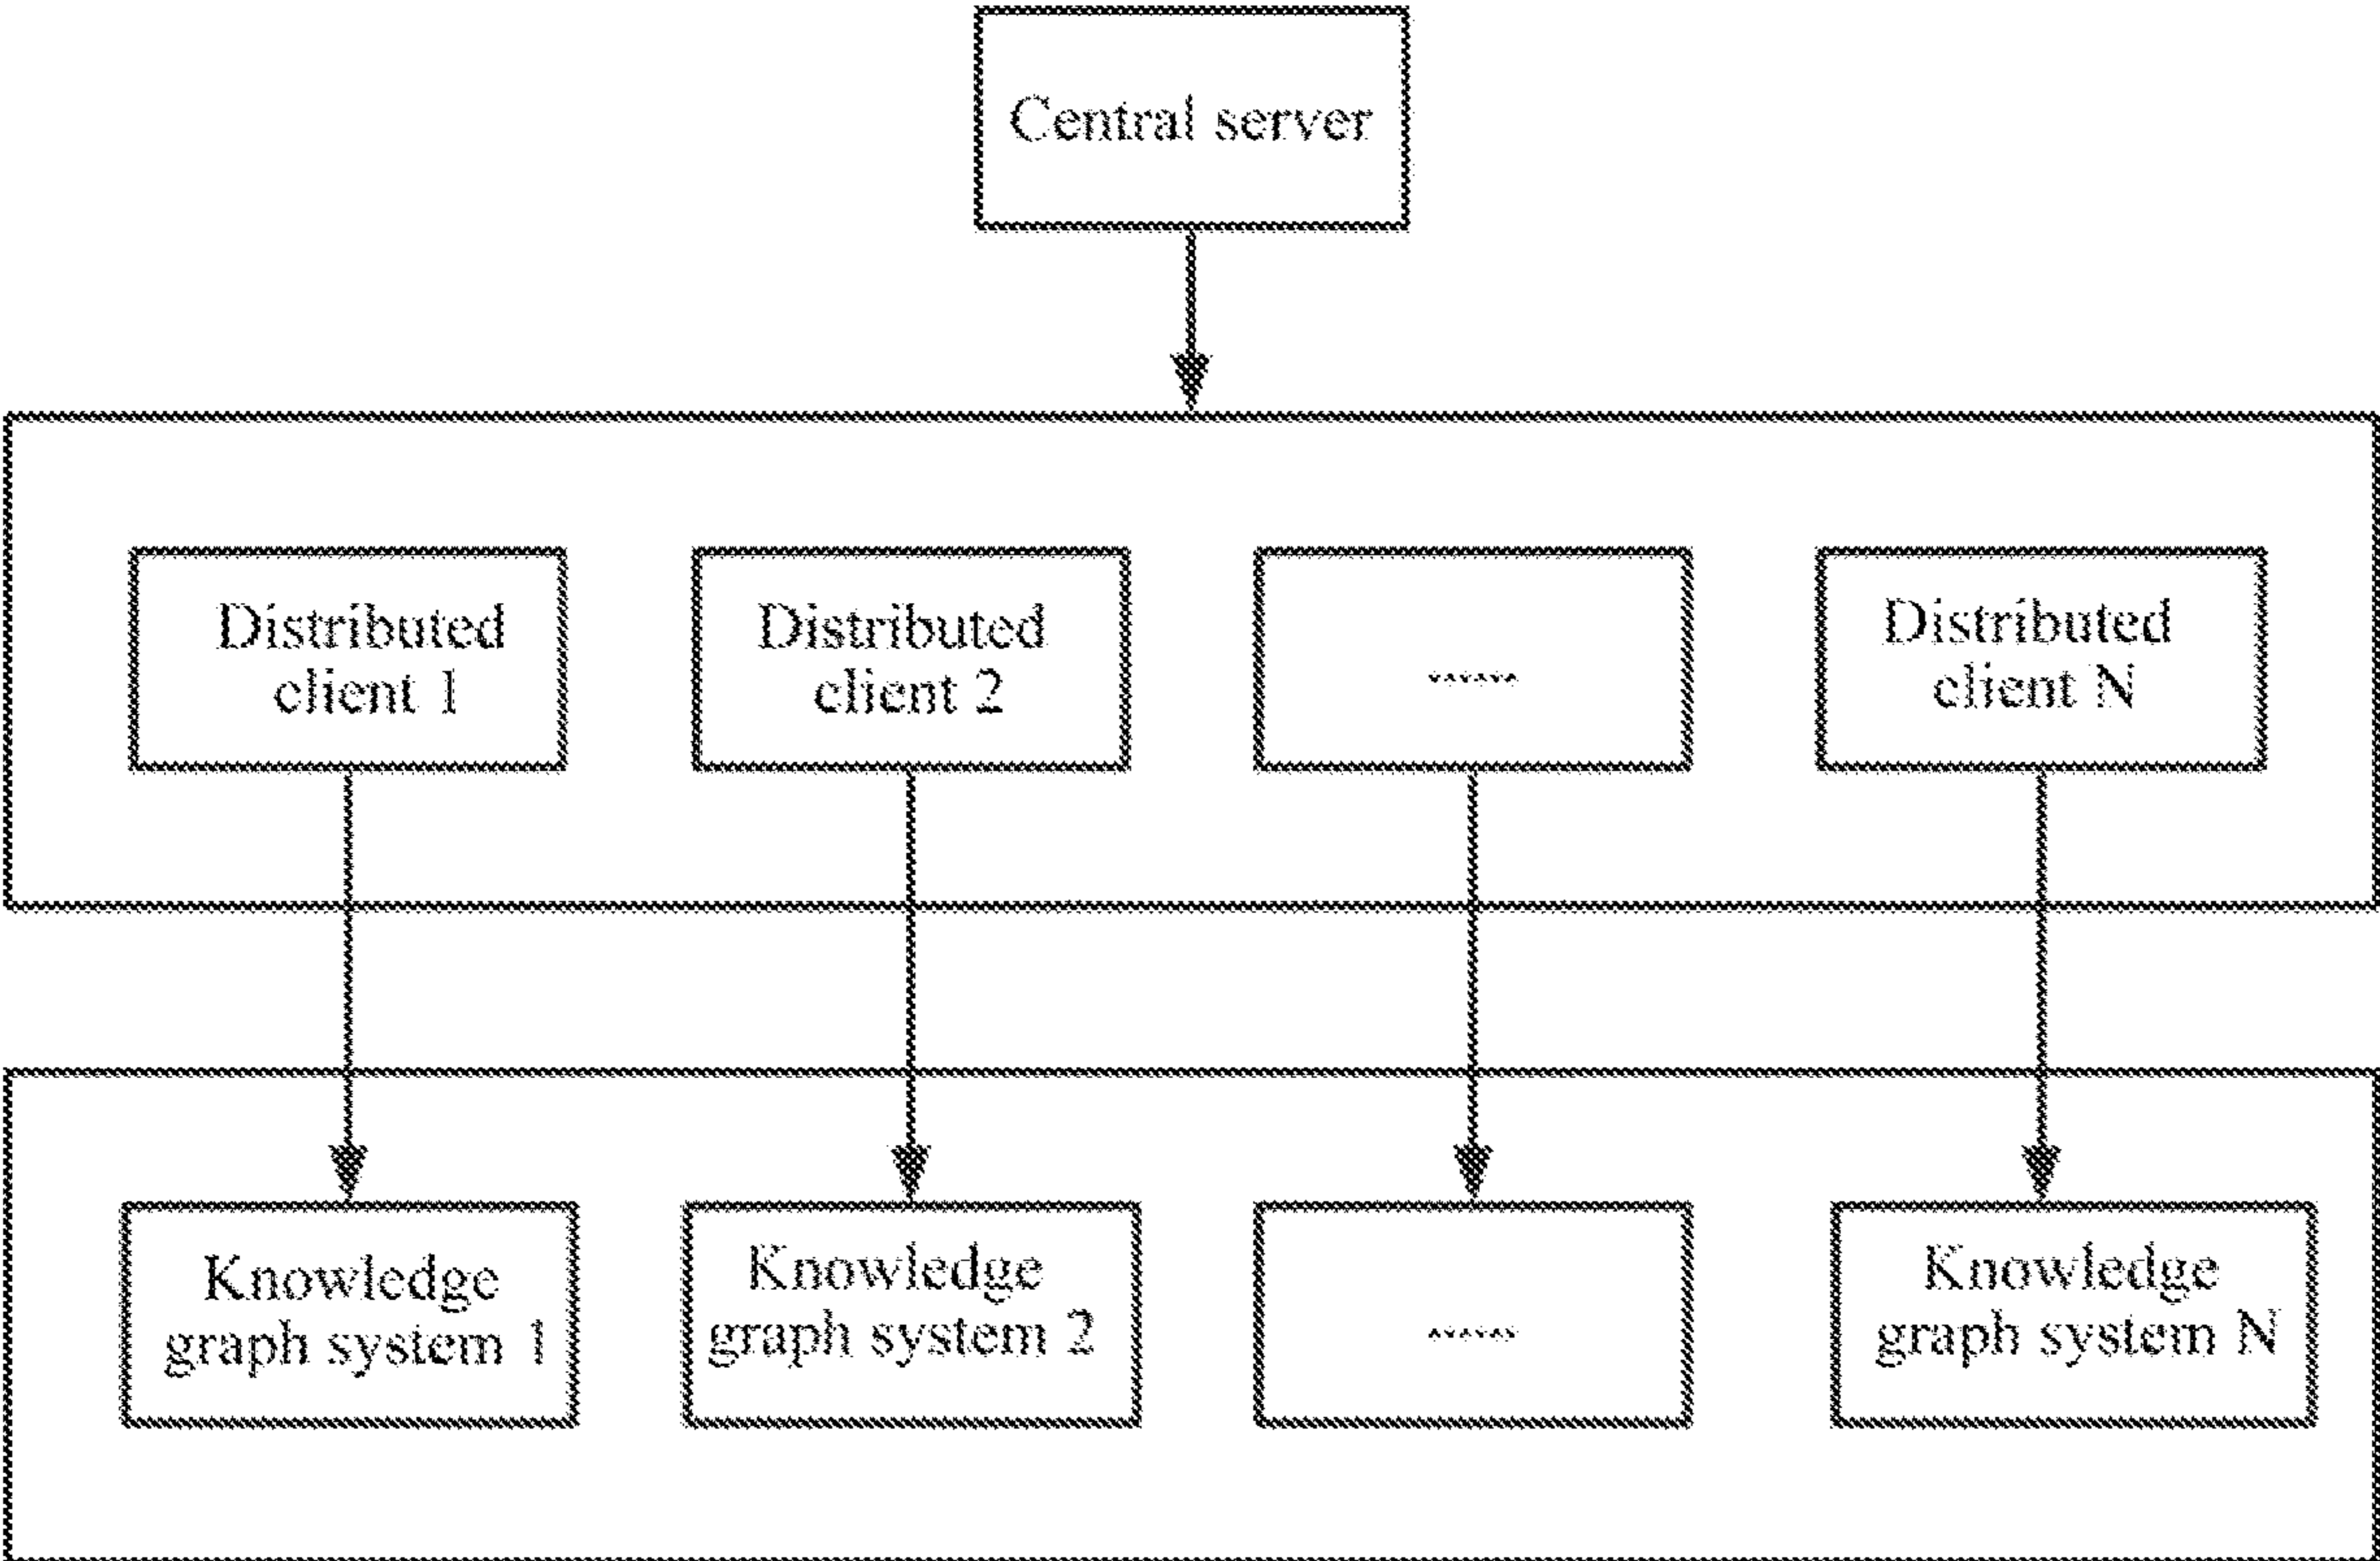 Central server
Distributed
client 1
Distributed
client 2
......
Distributed
client N
Knowledge
graph system 1
Knowledge
graph system 2
......
Knowledge
graph system N